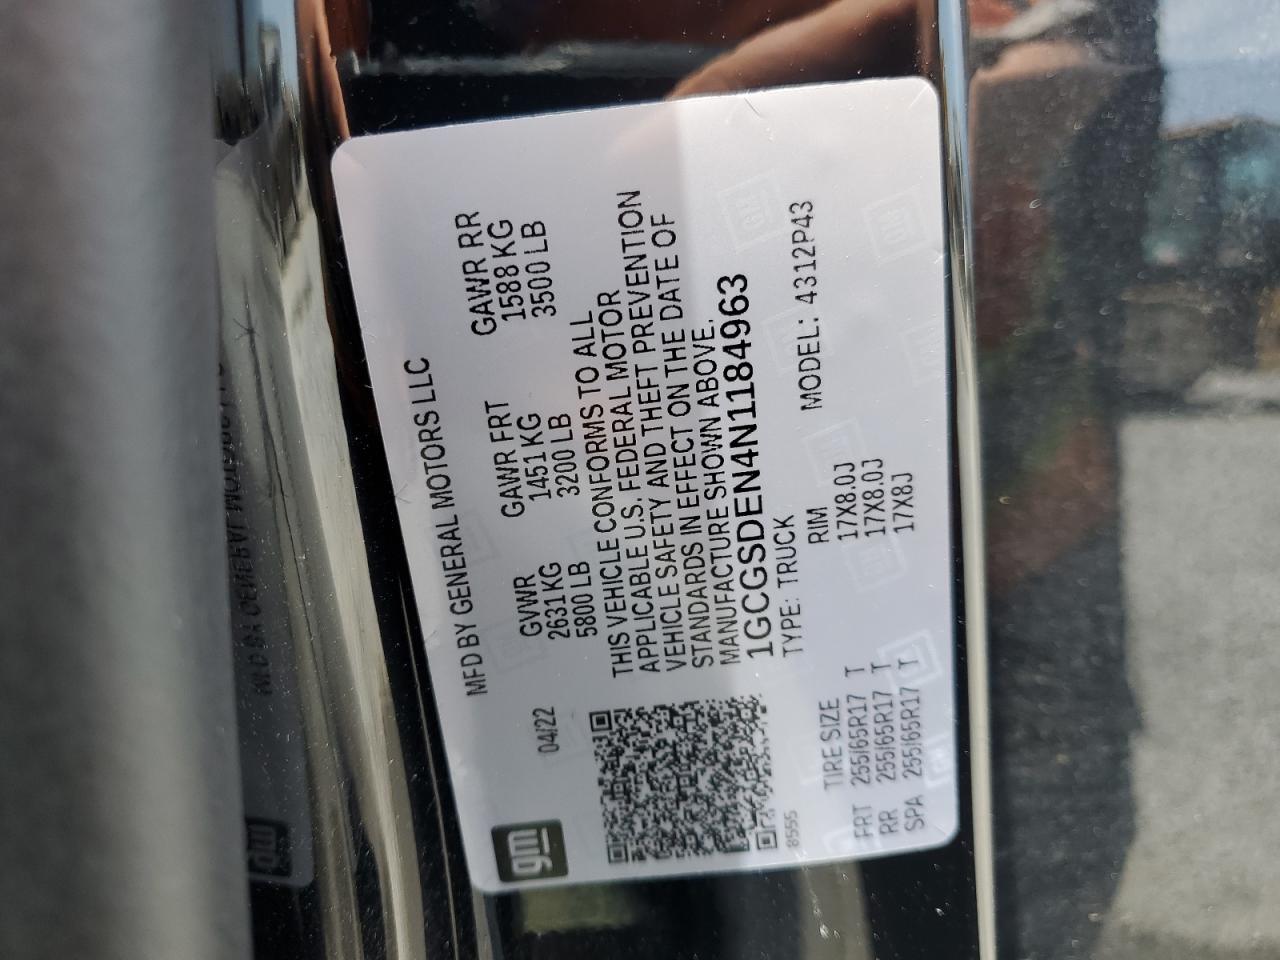 gm
MFD BY GENERAL MOTORS LLC
04/22
GVWR GAWR FRT GAWR RR
2631 KG 1451 KG 1588 KG
5800 LB 3200 LB 3500 LB
THIS VEHICLE CONFORMS TO ALL
APPLICABLE U.S. FEDERAL MOTOR
VEHICLE SAFETY AND THEFT PREVENTION
STANDARDS IN EFFECT ON THE DATE OF
MANUFACTURE SHOWN ABOVE.
1GCGSDEN4N1184963
8555
TYPE: TRUCK MODEL: 4312P43
TIRE SIZE RIM
FRT 255/65R17 T 17X8.0J
RR 255/65R17 T 17X8.0J
SPA 255/65R17 T 17X8J